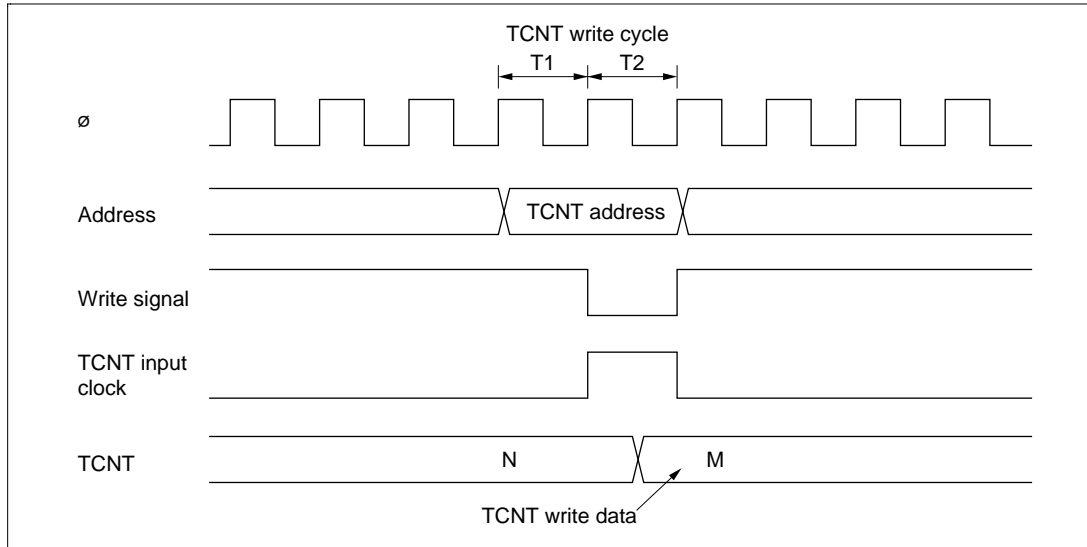 TCNT write cycle
T1 T2
ø
Address
TCNT address
Write signal
TCNT input
clock
TCNT
N
M
TCNT write data